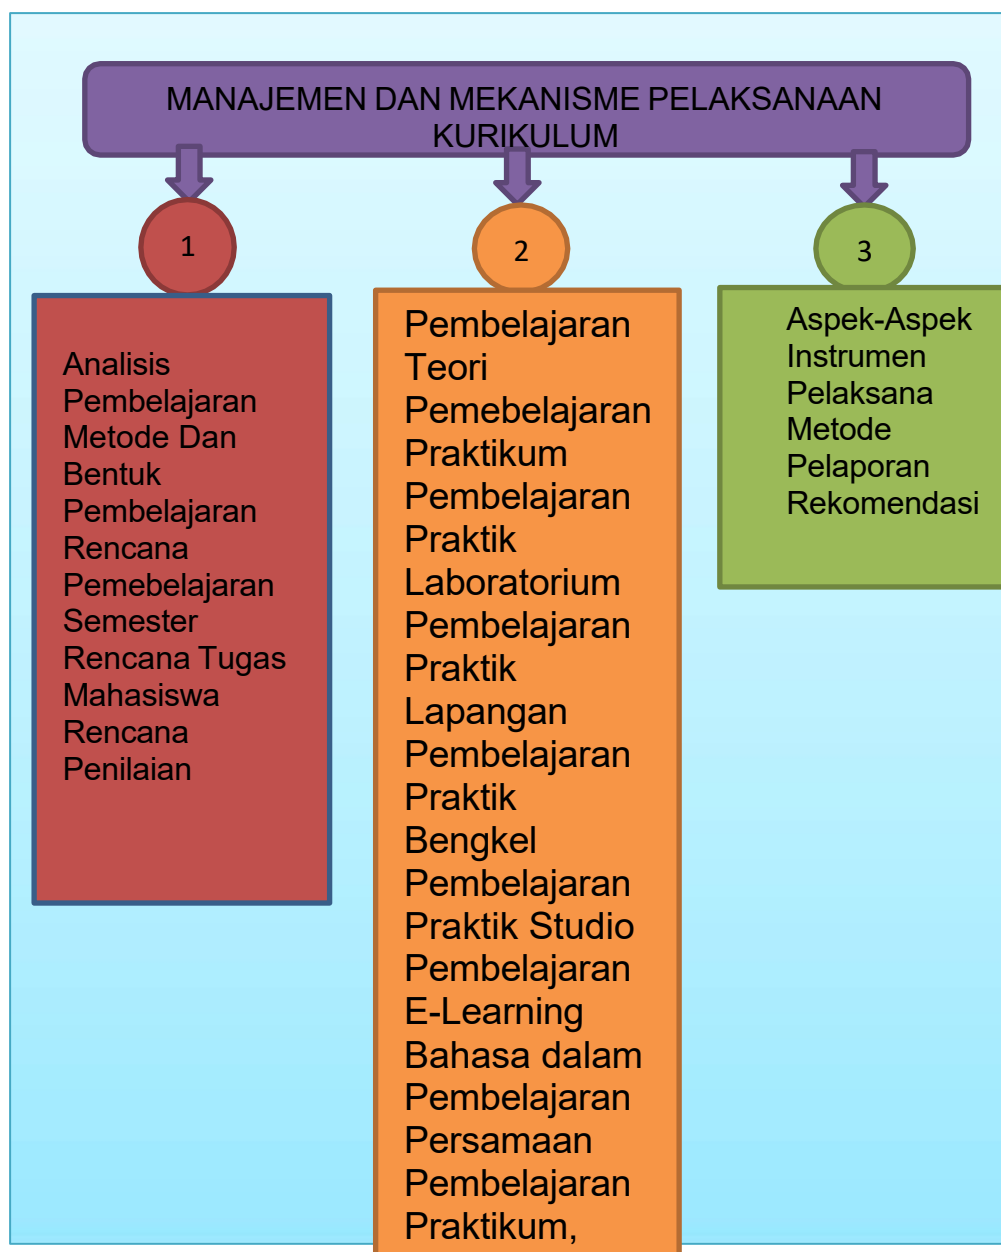 MANAJEMEN DAN MEKANISME PELAKSANAAN
KURIKULUM
1
Analisis
Pembelajaran
Metode Dan
Bentuk
Pembelajaran
Rencana
Pemebelajaran
Semester
Rencana Tugas
Mahasiswa
Rencana
Penilaian
2
Pembelajaran
Teori
Pemebelajaran
Praktikum
Pembelajaran
Praktik
Laboratorium
Pembelajaran
Praktik
Lapangan
Pembelajaran
Praktik
Bengkel
Pembelajaran
Praktik Studio
Pembelajaran
E-Learning
Bahasa dalam
Pembelajaran
Persamaan
Pembelajaran
Praktikum,
3
Aspek-Aspek
Instrumen
Pelaksana
Metode
Pelaporan
Rekomendasi